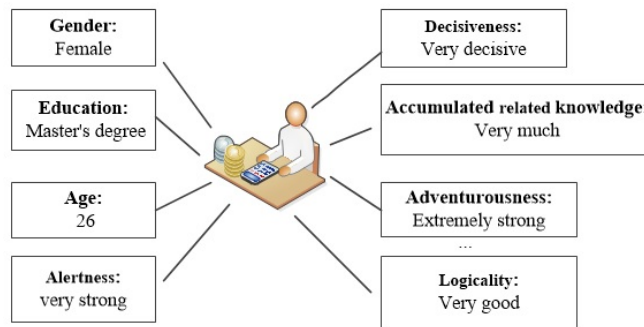 Gender:
Female
Education:
Master's degree
Age:
26
Alertness:
very strong
Decisiveness:
Very decisive
Accumulated related knowledge
Very much
Adventurousness:
Extremely strong
...
Logicality:
Very good